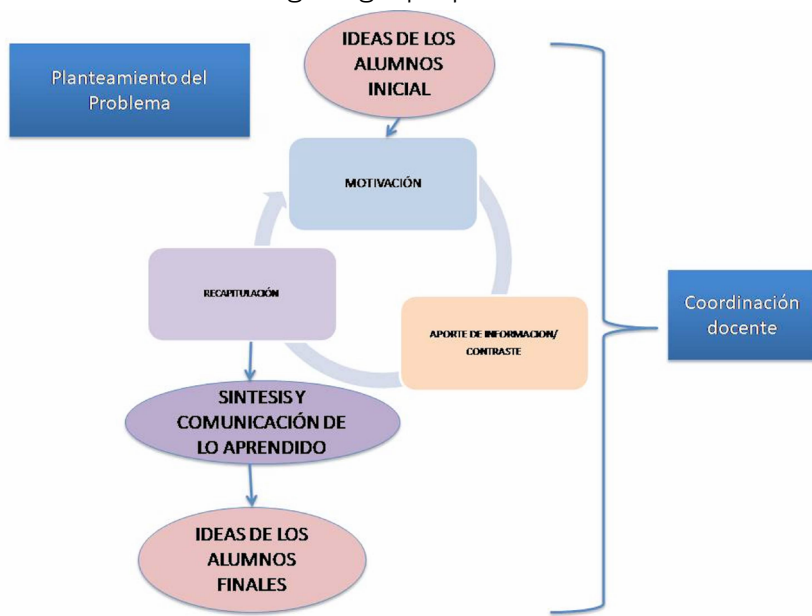 IDEAS DE LOS
ALUMNOS
INICIAL
Planteamiento del
Problema
MOTIVACIÓN
RECAPITULACIÓN
APORTE DE INFORMACION/
CONTRASTE
Coordinación
docente
SINTESIS Y
COMUNICACIÓN DE
LO APRENDIDO
IDEAS DE LOS
ALUMNOS
FINALES